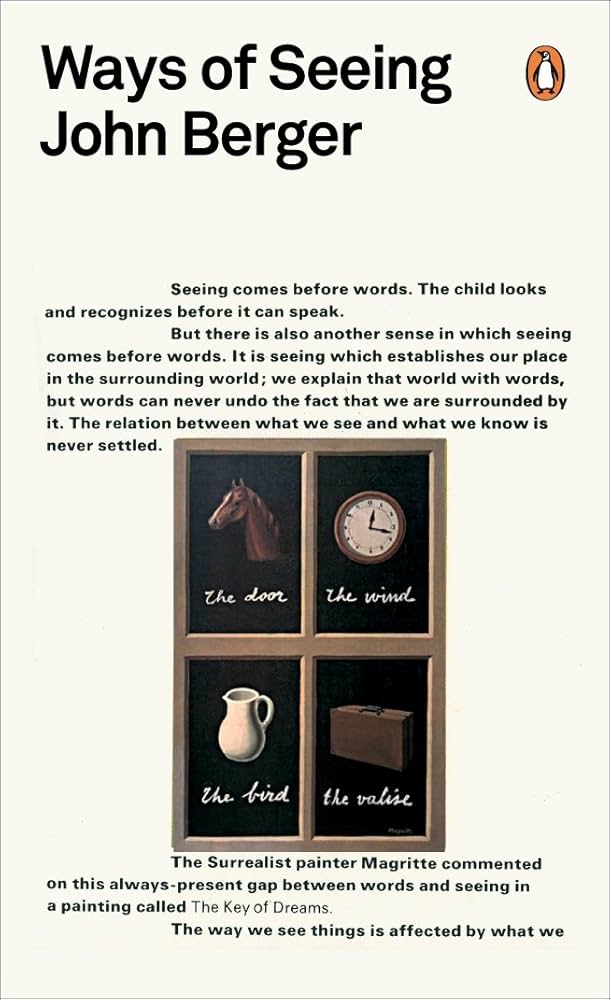 Ways of Seeing
John Berger
Seeing comes before words. The child looks
and recognizes before it can speak.
But there is also another sense in which seeing
comes before words. It is seeing which establishes our place
in the surrounding world; we explain that world with words,
but words can never undo the fact that we are surrounded by
it. The relation between what we see and what we know is
never settled.
The door
the wind
the bird
the valise
Magritte
The Surrealist painter Magritte commented
on this always-present gap between words and seeing in
a painting called The Key of Dreams.
The way we see things is affected by what we